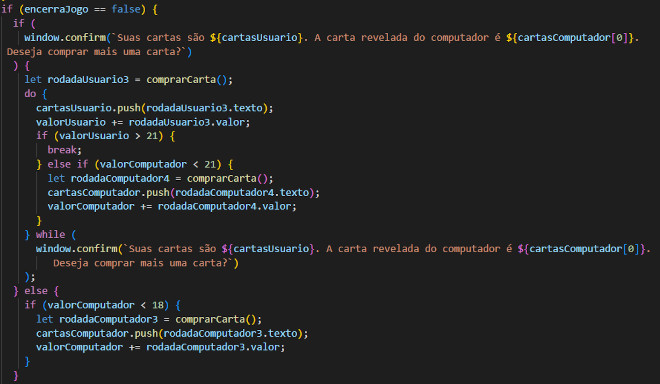 if (encerraJogo == false) {
if (
window.confirm(`Suas cartas são ${cartasUsuario}. A carta revelada do computador é ${cartasComputador[0]}.
Deseja comprar mais uma carta?`)
) {
let rodadaUsuario3 = comprarCarta();
do {
cartasUsuario.push(rodadaUsuario3.texto);
valorUsuario += rodadaUsuario3.valor;
if (valorUsuario > 21) {
break;
} else if (valorComputador < 21) {
let rodadaComputador4 = comprarCarta();
cartasComputador.push(rodadaComputador4.texto);
valorComputador += rodadaComputador4.valor;
}
} while (
window.confirm(`Suas cartas são ${cartasUsuario}. A carta revelada do computador é ${cartasComputador[0]}.
Deseja comprar mais uma carta?`)
);
} else {
if (valorComputador < 18) {
let rodadaComputador3 = comprarCarta();
cartasComputador.push(rodadaComputador3.texto);
valorComputador += rodadaComputador3.valor;
}
}